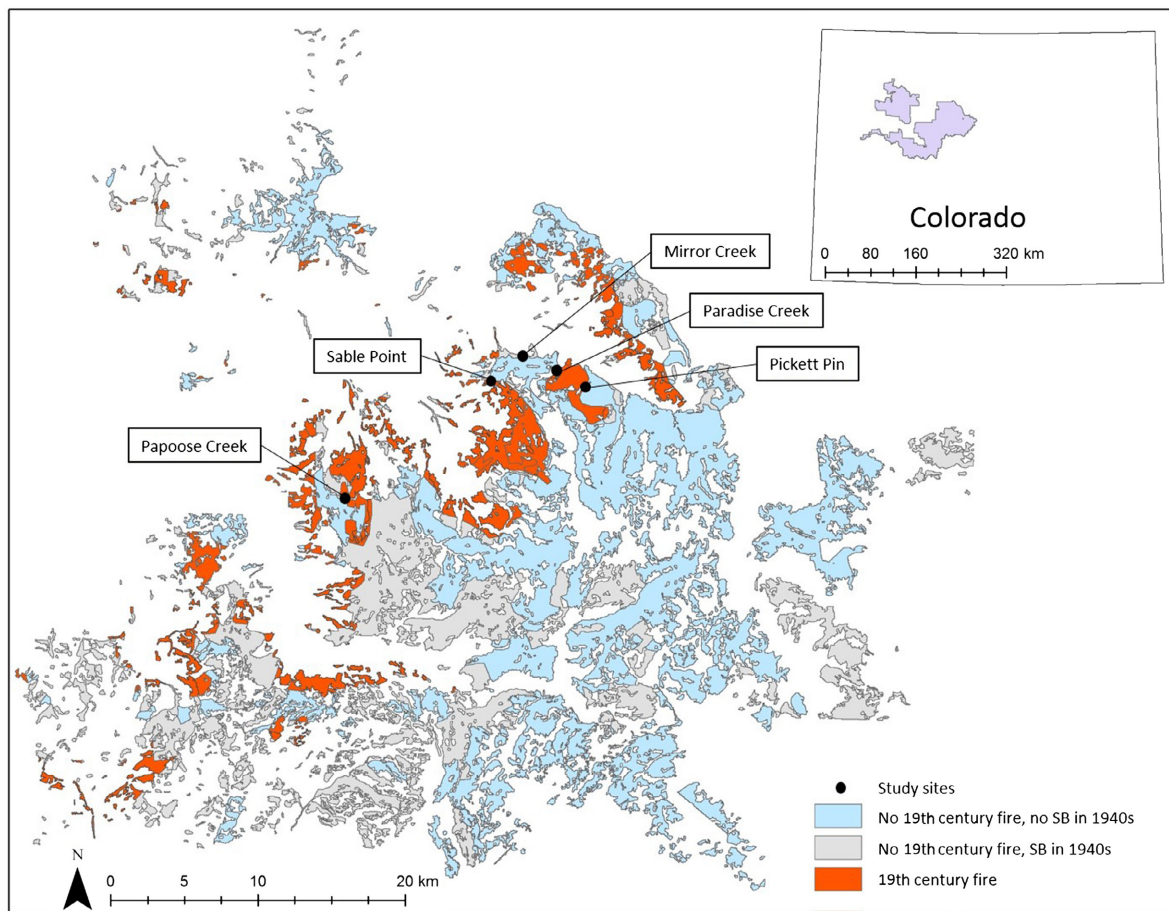 Colorado
0 80 160 320 km
Mirror Creek
Paradise Creek
Sable Point
Pickett Pin
Papoose Creek
Study sites
No 19th century fire, no SB in 1940s
No 19th century fire, SB in 1940s
19th century fire
N
0 5 10 20 km